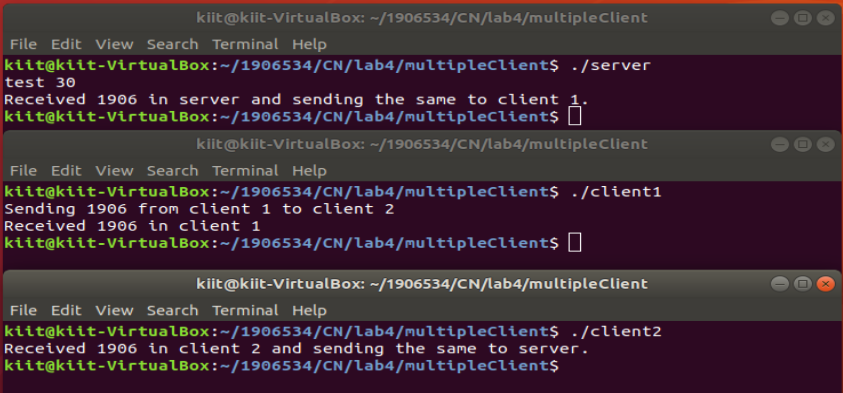 kiit@kiit-VirtualBox: ~/1906534/CN/lab4/multipleClient
File Edit View Search Terminal Help
kiit@kiit-VirtualBox:~/1906534/CN/lab4/multipleClient$ ./server
test 30
Received 1906 in server and sending the same to client 1.
kiit@kiit-VirtualBox:~/1906534/CN/lab4/multipleClient$
kiit@kiit-VirtualBox: ~/1906534/CN/lab4/multipleClient
File Edit View Search Terminal Help
kiit@kiit-VirtualBox:~/1906534/CN/lab4/multipleClient$ ./client1
Sending 1906 from client 1 to client 2
Received 1906 in client 1
kiit@kiit-VirtualBox:~/1906534/CN/lab4/multipleClient$
kiit@kiit-VirtualBox: ~/1906534/CN/lab4/multipleClient
File Edit View Search Terminal Help
kiit@kiit-VirtualBox:~/1906534/CN/lab4/multipleClient$ ./client2
Received 1906 in client 2 and sending the same to server.
kiit@kiit-VirtualBox:~/1906534/CN/lab4/multipleClient$